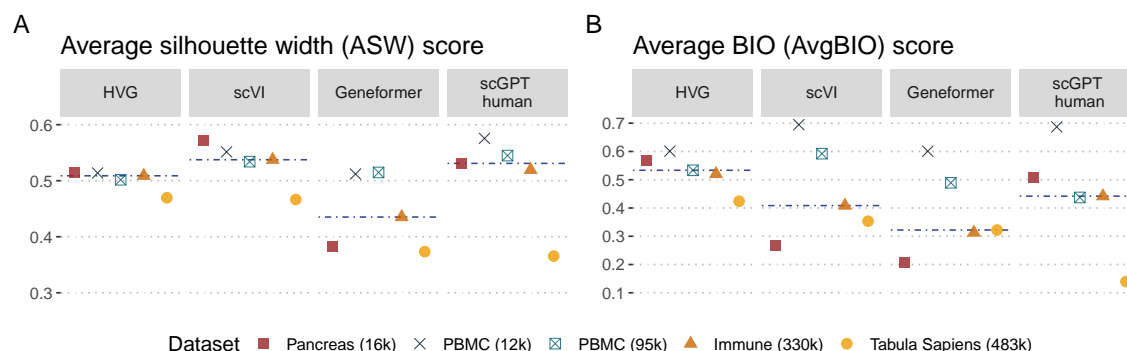 A
Average silhouette width (ASW) score
HVG
scVI
Geneformer
scGPT
human
0.6
0.5
0.4
0.3
B
Average BIO (AvgBIO) score
HVG
scVI
Geneformer
scGPT
human
0.7
0.6
0.5
0.4
0.3
0.2
0.1
Dataset Pancreas (16k) PBMC (12k) PBMC (95k) Immune (330k) Tabula Sapiens (483k)